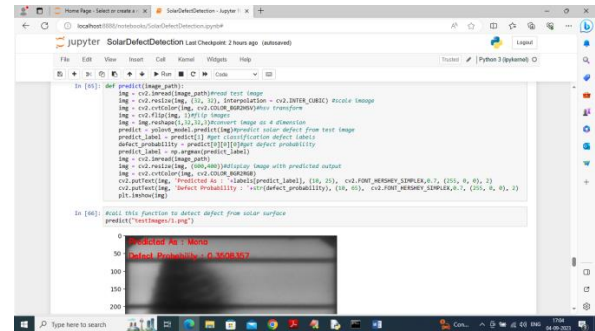 Home Page - Select or create a n
SolarDefectDetection - Jupyter N
localhost:8888/notebooks/SolarDefectDetection.ipynb#
jupyter SolarDefectDetection Last Checkpoint: 2 hours ago (autosaved)
Logout
File Edit View Insert Cell Kernel Widgets Help
Trusted
Python 3 (ipykernel)
Run
Code
In [65]: def predict(image_path):
img = cv2.imread(image_path)#read test image
img = cv2.resize(img, (32, 32), interpolation = cv2.INTER_CUBIC) #scale image
img = cv2.cvtColor(img, cv2.COLOR_BGR2HSV)#hsv transform
img = cv2.flip(img, 1)#flip images
img = img.reshape(1,32,32,3)#convert image as 4 dimension
predict = yolov5_model.predict(img)#predict solar defect from test image
predict_label = predict[1] #get classification defect labels
defect_probability = predict[0][0][0]#get defect probability
predict_label = np.argmax(predict_label)
img = cv2.imread(image_path)
img = cv2.resize(img, (600,400))#display image with predicted output
img = cv2.cvtColor(img, cv2.COLOR_BGR2RGB)
cv2.putText(img, 'Predicted As : '+labels[predict_label], (10, 25), cv2.FONT_HERSHEY_SIMPLEX,0.7, (255, 0, 0), 2)
cv2.putText(img, 'Defect Probability : '+str(defect_probability), (10, 65), cv2.FONT_HERSHEY_SIMPLEX,0.7, (255, 0, 0), 2)
plt.imshow(img)
In [66]: #call this function to detect defect from solar surface
predict("testImages/1.png")
0
Predicted As : Mono
Defect Probability : 0.3508357
50
100
150
200
Type here to search
Con...
ENG
17:04
04-09-2023